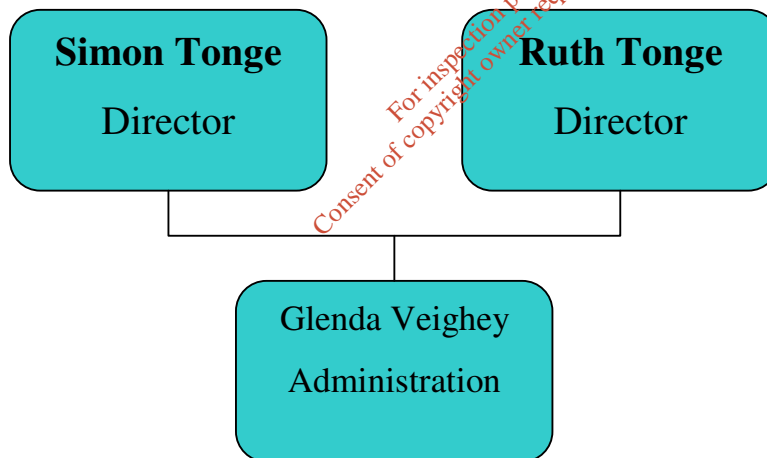 Simon Tonge
Director
Ruth Tonge
Director
Glenda Veighey
Administration
For inspection
Consent of copyright owner